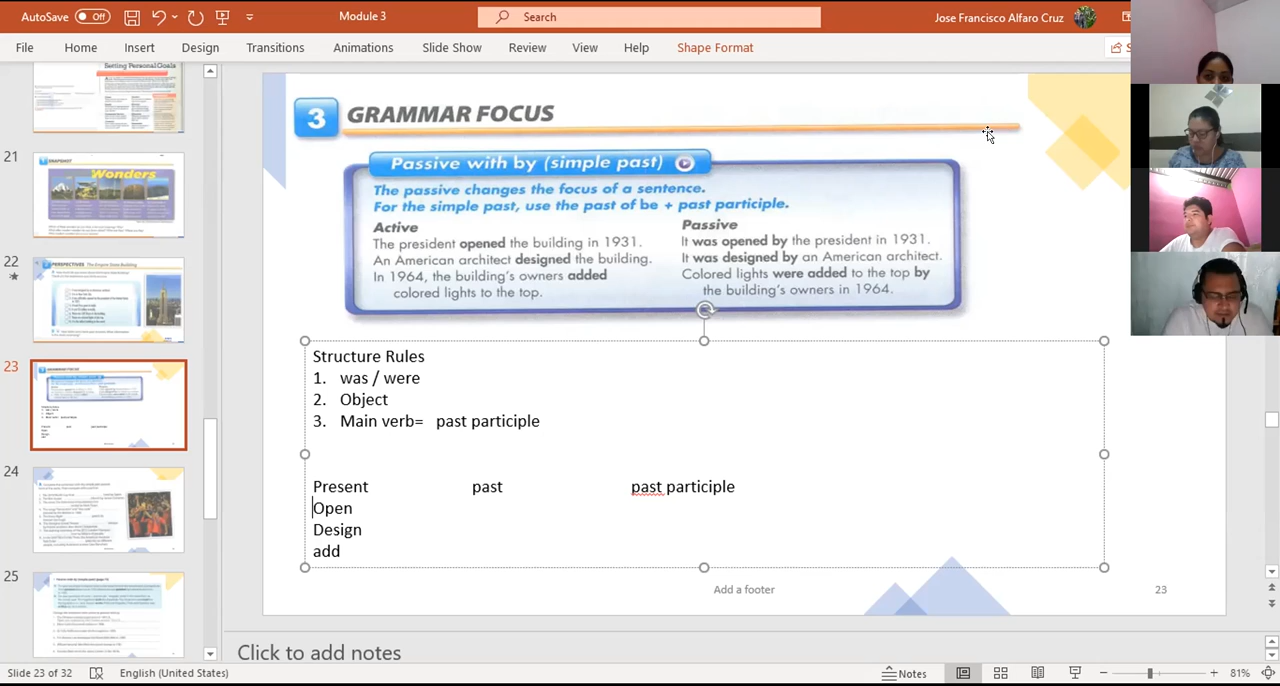 AutoSave Off Module 3 Search Jose Francisco Alfaro Cruz
File Home Insert Design Transitions Animations Slide Show Review View Help Shape Format
Setting Personal Goals
21
SNAPSHOT
Wonders
22
PERSPECTIVES The Empire State Building
23
24
25
3 GRAMMAR FOCUS
Passive with by (simple past)
The passive changes the focus of a sentence.
For the simple past, use the past of be + past participle.
Active
The president opened the building in 1931.
An American architect designed the building.
In 1964, the building's owners added
colored lights to the top.
Passive
It was opened by the president in 1931.
It was designed by an American architect.
Colored lights were added to the top by
the building's owners in 1964.
Structure Rules
1. was / were
2. Object
3. Main verb= past participle
Present past past participle
Open
Design
add
Add a footer 23
Click to add notes
Slide 23 of 32 English (United States) Notes 81%